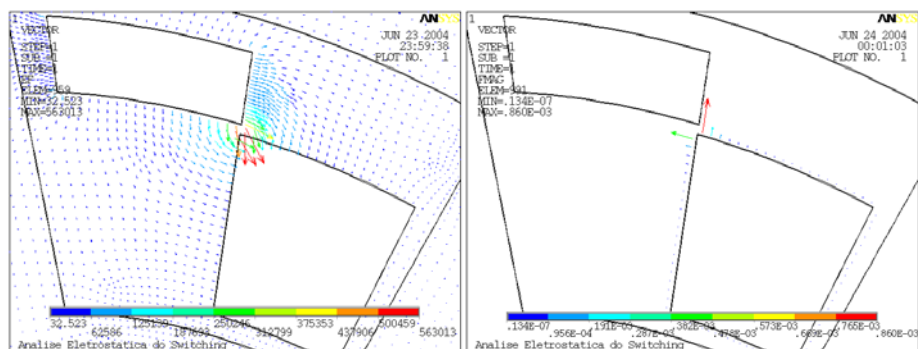 ANSYS
1
VECTOR
STEP=1
SUB =1
TIME=1
EF
ELEM=759
MIN=32.523
MAX=563013
JUN 23 2004
23:59:38
PLOT NO. 1
32.523
62586
125139
187693
250246
312799
375353
437906
500459
563013
Analise Eletrostatica do Switching
1
ANSYS
VECTOR
STEP=1
SUB =1
TIME=1
FMAG
ELEM=991
MIN=.134E-07
MAX=.860E-03
JUN 24 2004
00:01:03
PLOT NO. 1
.134E-07
.956E-04
.191E-03
.287E-03
.382E-03
.478E-03
.573E-03
.669E-03
.765E-03
.860E-03
Analise Eletrostatica do Switching